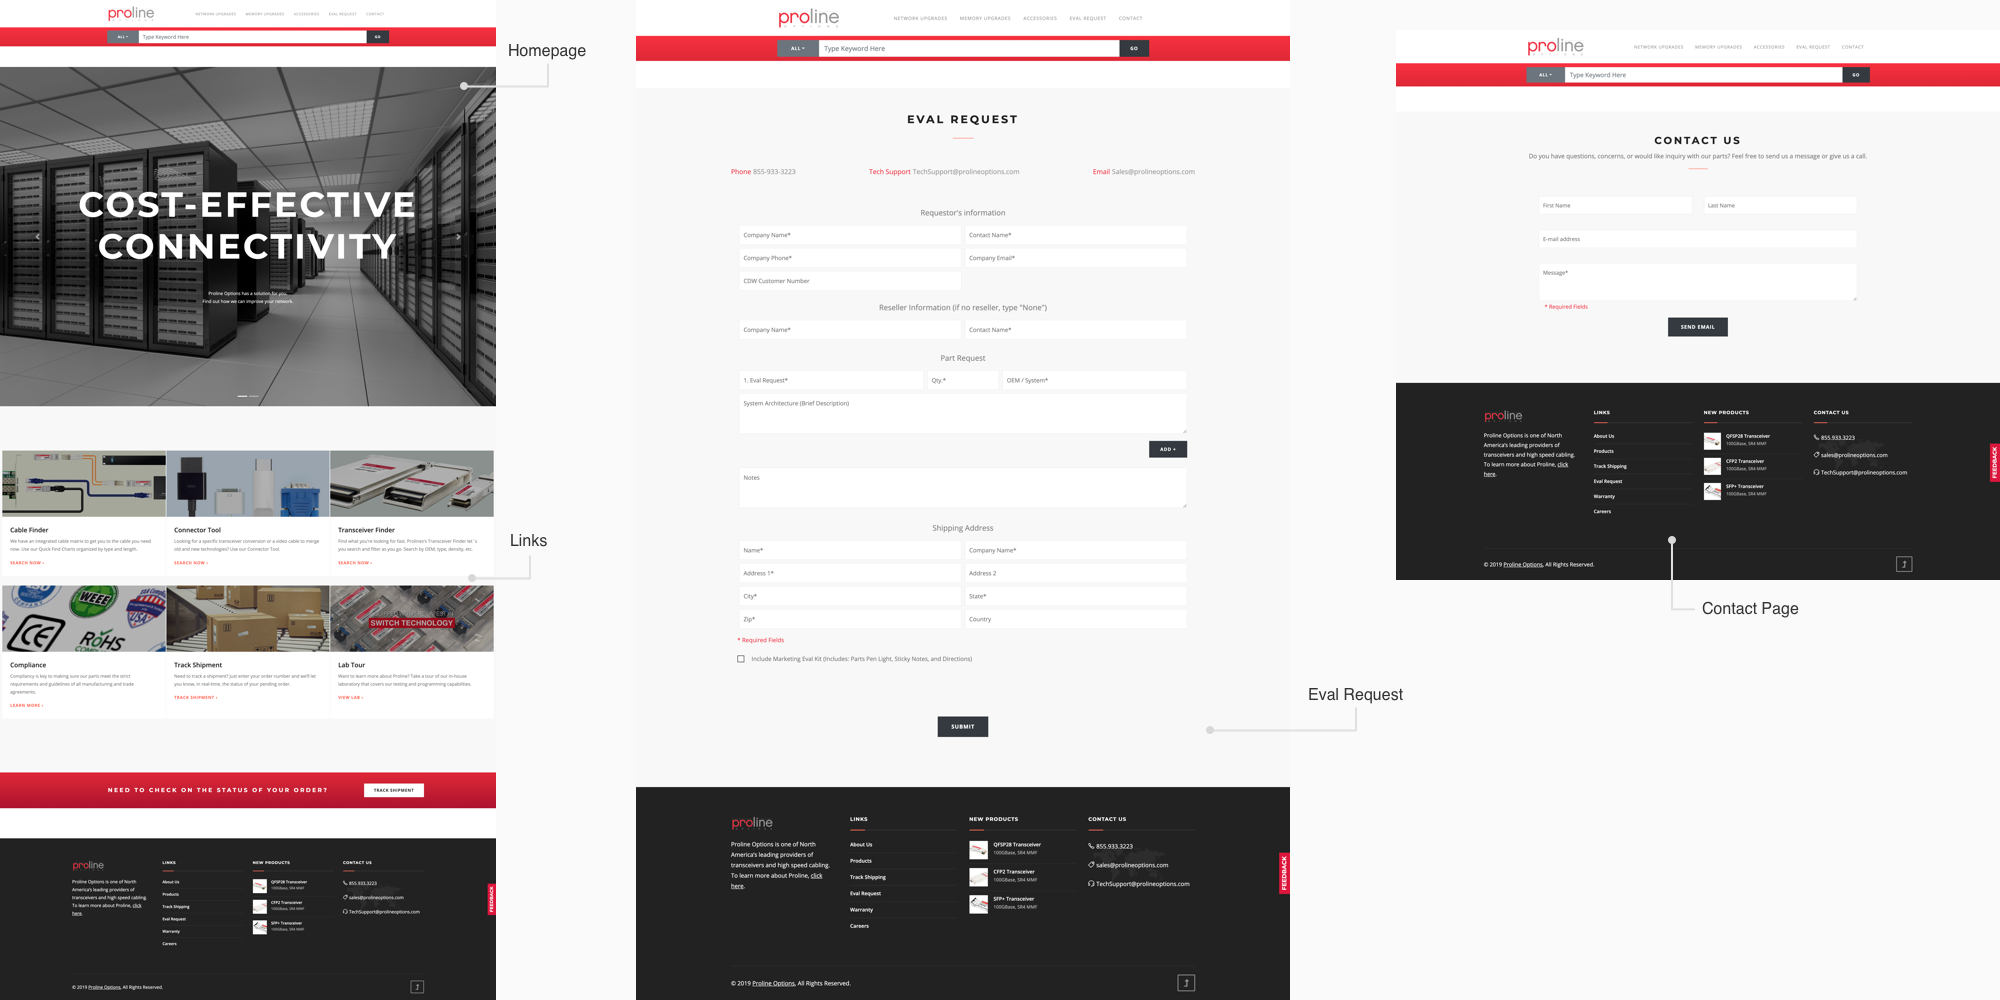 proline
OPTIONS
NETWORK UPGRADES MEMORY UPGRADES ACCESSORIES EVAL REQUEST CONTACT
ALL Type Keyword Here GO
Homepage
COST-EFFECTIVE
CONNECTIVITY
Proline Options has a solution for you.
Find out how we can improve your network.
Cable Finder
We have an integrated cable matrix to get you to the cable you need
now. Use our Quick Find Charts organized by type and length.
SEARCH NOW ›
Connector Tool
Looking for a specific transceiver conversion or a video cable to merge
old and new technologies? Use our Connector Tool.
SEARCH NOW ›
Transceiver Finder
Find what you're looking for fast. Prolines's Transceiver Finder let´s
you search and filter as you go. Search by OEM, type, density, etc.
SEARCH NOW ›
Links
WEEE
CE
RoHS
COMPLIANT
SWITCH TECHNOLOGY
Compliance
Compliancy is key to making sure our parts meet the strict
requirements and guidelines of all manufacturing and trade
agreements.
LEARN MORE ›
Track Shipment
Need to track a shipment? Just enter your order number and we'll let
you know, in real-time, the status of your pending order.
TRACK SHIPMENT ›
Lab Tour
Want to learn more about Proline? Take a tour of our in-house
laboratory that covers our testing and programming capabilities.
VIEW LAB ›
NEED TO CHECK ON THE STATUS OF YOUR ORDER? TRACK SHIPMENT
proline
OPTIONS
Proline Options is one of North
America's leading providers of
transceivers and high speed cabling.
To learn more about Proline, click
here.
LINKS
About Us
Products
Track Shipping
Eval Request
Warranty
Careers
NEW PRODUCTS
QFSP28 Transceiver
100GBase, SR4 MMF
CFP2 Transceiver
100GBase, SR4 MMF
SFP+ Transceiver
100GBase, SR4 MMF
CONTACT US
855.933.3223
sales@prolineoptions.com
TechSupport@prolineoptions.com
FEEDBACK
© 2019 Proline Options, All Rights Reserved.
proline
OPTIONS
NETWORK UPGRADES MEMORY UPGRADES ACCESSORIES EVAL REQUEST CONTACT
ALL Type Keyword Here GO
EVAL REQUEST
Phone 855-933-3223 Tech Support TechSupport@prolineoptions.com Email Sales@prolineoptions.com
Requestor's information
Company Name* Contact Name*
Company Phone* Company Email*
CDW Customer Number
Reseller Information (if no reseller, type "None")
Company Name* Contact Name*
Part Request
1. Eval Request* Qty.* OEM / System*
System Architecture (Brief Description)
ADD +
Notes
Shipping Address
Name* Company Name*
Address 1* Address 2
City* State*
Zip* Country
* Required Fields
Include Marketing Eval Kit (Includes: Parts Pen Light, Sticky Notes, and Directions)
Eval Request
SUBMIT
proline
OPTIONS
Proline Options is one of North
America's leading providers of
transceivers and high speed cabling.
To learn more about Proline, click
here.
LINKS
About Us
Products
Track Shipping
Eval Request
Warranty
Careers
NEW PRODUCTS
QFSP28 Transceiver
100GBase, SR4 MMF
CFP2 Transceiver
100GBase, SR4 MMF
SFP+ Transceiver
100GBase, SR4 MMF
CONTACT US
855.933.3223
sales@prolineoptions.com
TechSupport@prolineoptions.com
FEEDBACK
© 2019 Proline Options, All Rights Reserved.
proline
OPTIONS
NETWORK UPGRADES MEMORY UPGRADES ACCESSORIES EVAL REQUEST CONTACT
ALL Type Keyword Here GO
CONTACT US
Do you have questions, concerns, or would like inquiry with our parts? Feel free to send us a message or give us a call.
First Name Last Name
E-mail address
Message*
* Required Fields
SEND EMAIL
proline
OPTIONS
Proline Options is one of North
America's leading providers of
transceivers and high speed cabling.
To learn more about Proline, click
here.
LINKS
About Us
Products
Track Shipping
Eval Request
Warranty
Careers
NEW PRODUCTS
QFSP28 Transceiver
100GBase, SR4 MMF
CFP2 Transceiver
100GBase, SR4 MMF
SFP+ Transceiver
100GBase, SR4 MMF
CONTACT US
855.933.3223
sales@prolineoptions.com
TechSupport@prolineoptions.com
FEEDBACK
© 2019 Proline Options, All Rights Reserved.
Contact Page